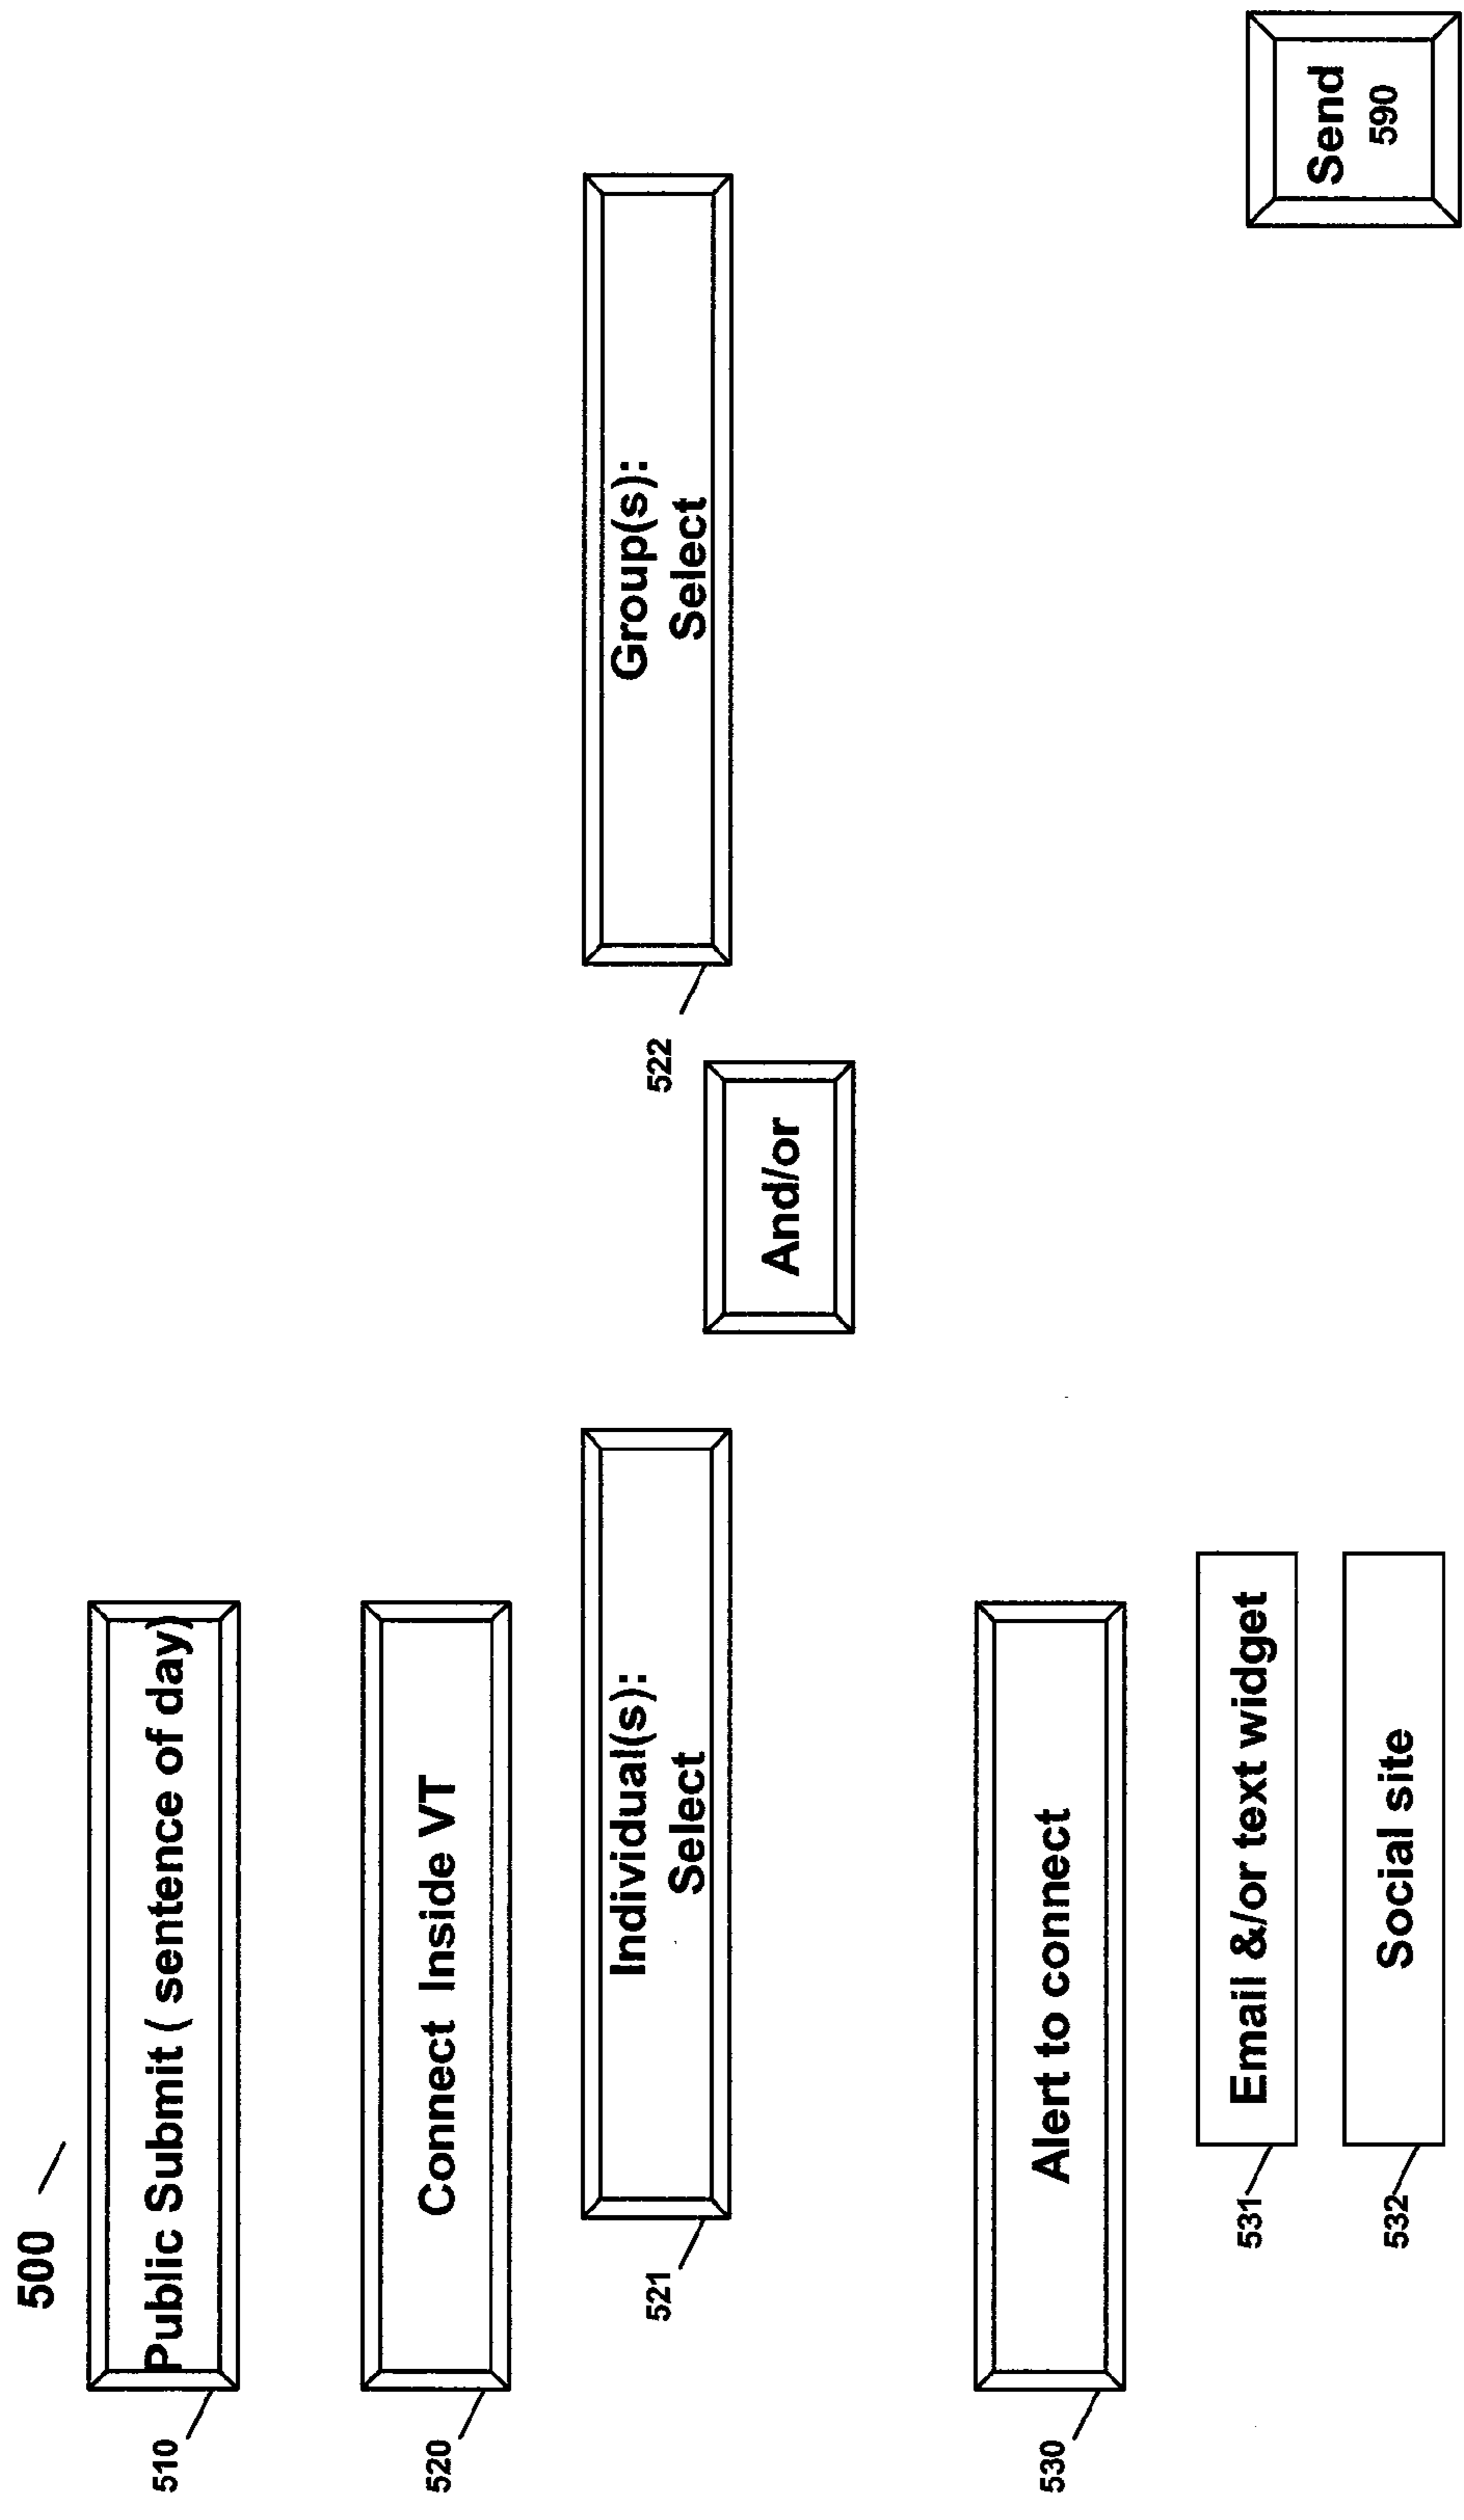 500
510
Public Submit ( sentence of day)
520
Connect Inside VT
521
Individual(s):
Select
And/or
522
Group(s):
Select
530
Alert to connect
531
Email &/or text widget
532
Social site
Send
590